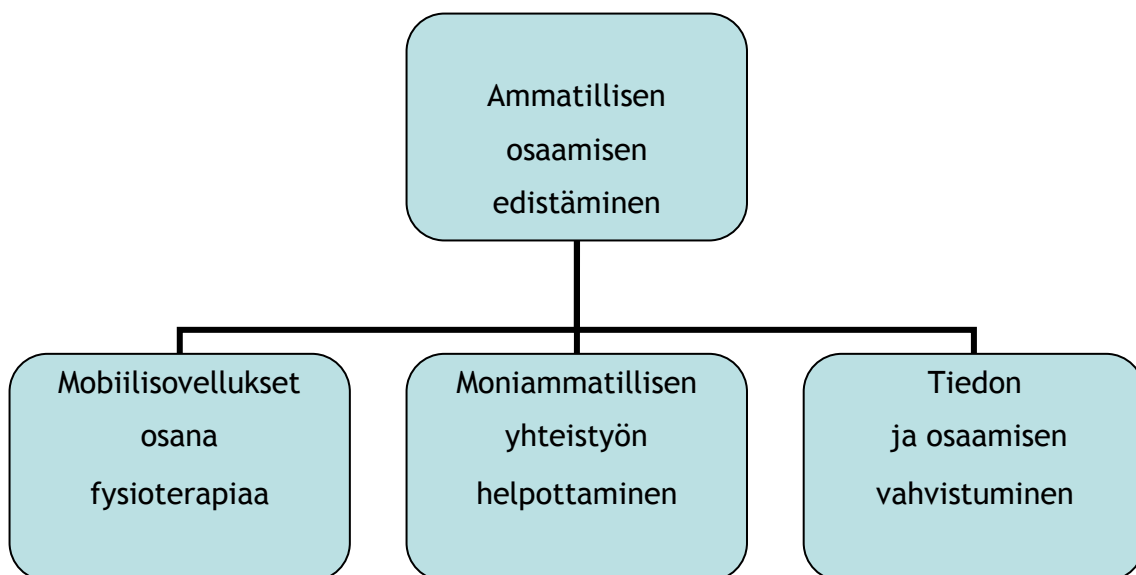 Ammatillisen
osaamisen
edistäminen
Mobiilisovellukset
osana
fysioterapiaa
Moniammatillisen
yhteistyön
helpottaminen
Tiedon
ja osaamisen
vahvistuminen